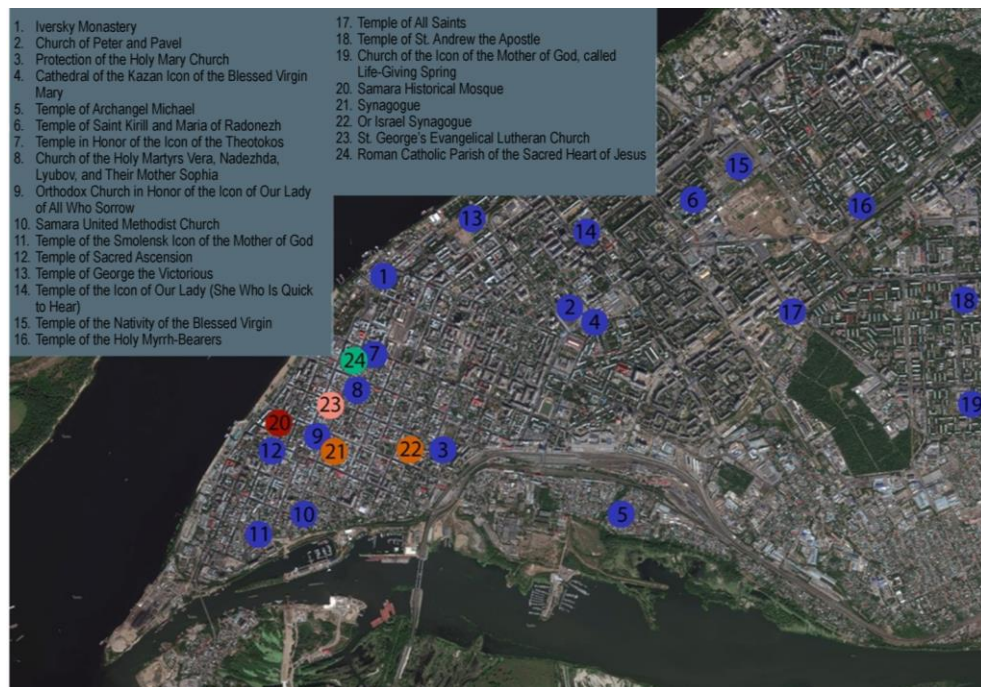 1. Iversky Monastery
2. Church of Peter and Pavel
3. Protection of the Holy Mary Church
4. Cathedral of the Kazan Icon of the Blessed Virgin
Mary
5. Temple of Archangel Michael
6. Temple of Saint Kirill and Maria of Radonezh
7. Temple in Honor of the Icon of the Theotokos
8. Church of the Holy Martyrs Vera, Nadezhda,
Lyubov, and Their Mother Sophia
9. Orthodox Church in Honor of the Icon of Our Lady
of All Who Sorrow
10. Samara United Methodist Church
11. Temple of the Smolensk Icon of the Mother of God
12. Temple of Sacred Ascension
13. Temple of George the Victorious
14. Temple of the Icon of Our Lady (She Who Is Quick
to Hear)
15. Temple of the Nativity of the Blessed Virgin
16. Temple of the Holy Myrrh-Bearers
17. Temple of All Saints
18. Temple of St. Andrew the Apostle
19. Church of the Icon of the Mother of God, called
Life-Giving Spring
20. Samara Historical Mosque
21. Synagogue
22. Or Israel Synagogue
23. St. George's Evangelical Lutheran Church
24. Roman Catholic Parish of the Sacred Heart of Jesus
15
6
16
13
14
1
2
4
17
18
24
7
8
23
19
20
9
12
21
22
3
10
5
11